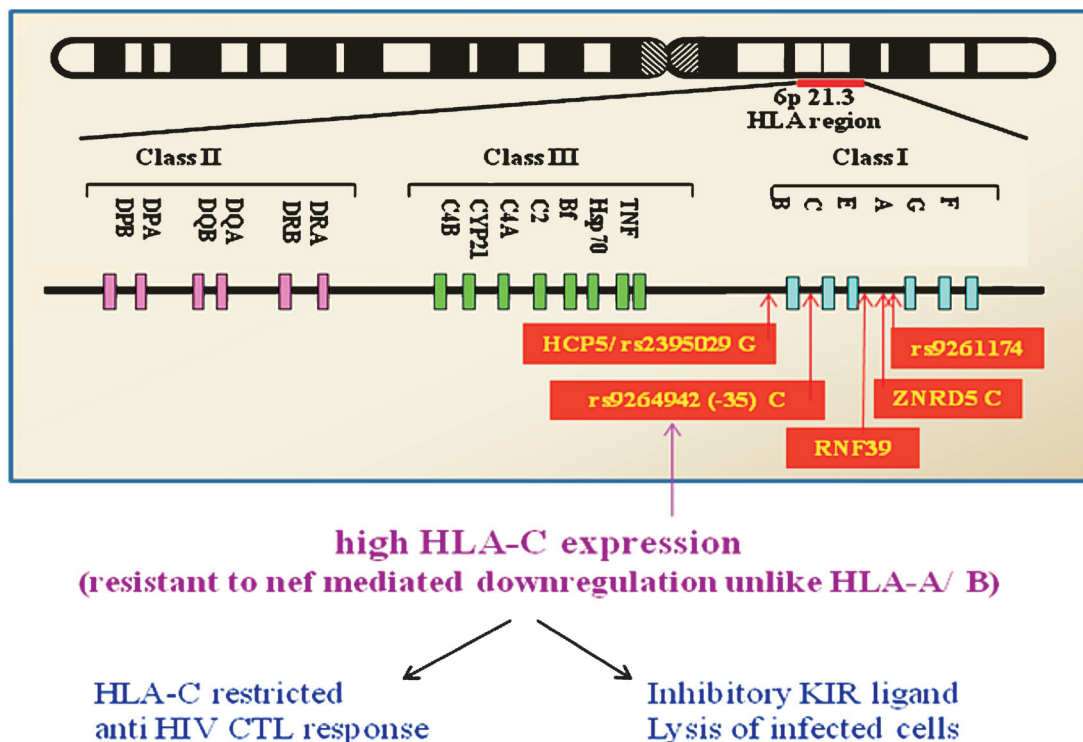 6p 21.3
HLA region
Class II
Class III
Class I
DPB
DPA
DQB
DQA
DRB
DRA
C4B
CYP21
C4A
C2
Bf
Hsp 70
TNF
B
C
E
A
G
F
HCP5/ rs2395029 G
rs9261174
rs9264942 (-35) C
ZNRD5 C
RNF39
high HLA-C expression
(resistant to nef mediated downregulation unlike HLA-A/ B)
HLA-C restricted
anti HIV CTL response
Inhibitory KIR ligand
Lysis of infected cells